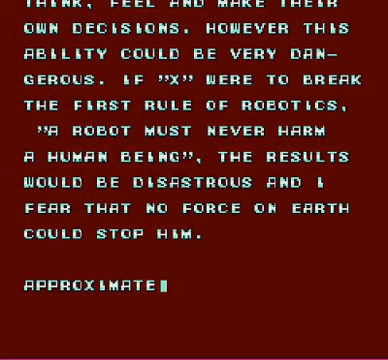 THINK, FEEL AND MAKE THEIR
OWN DECISIONS. HOWEVER THIS
ABILITY COULD BE VERY DAN-
GEROUS. IF "X" WERE TO BREAK
THE FIRST RULE OF ROBOTICS,
"A ROBOT MUST NEVER HARM
A HUMAN BEING", THE RESULTS
WOULD BE DISASTROUS AND I
FEAR THAT NO FORCE ON EARTH
COULD STOP HIM.
APPROXIMATE